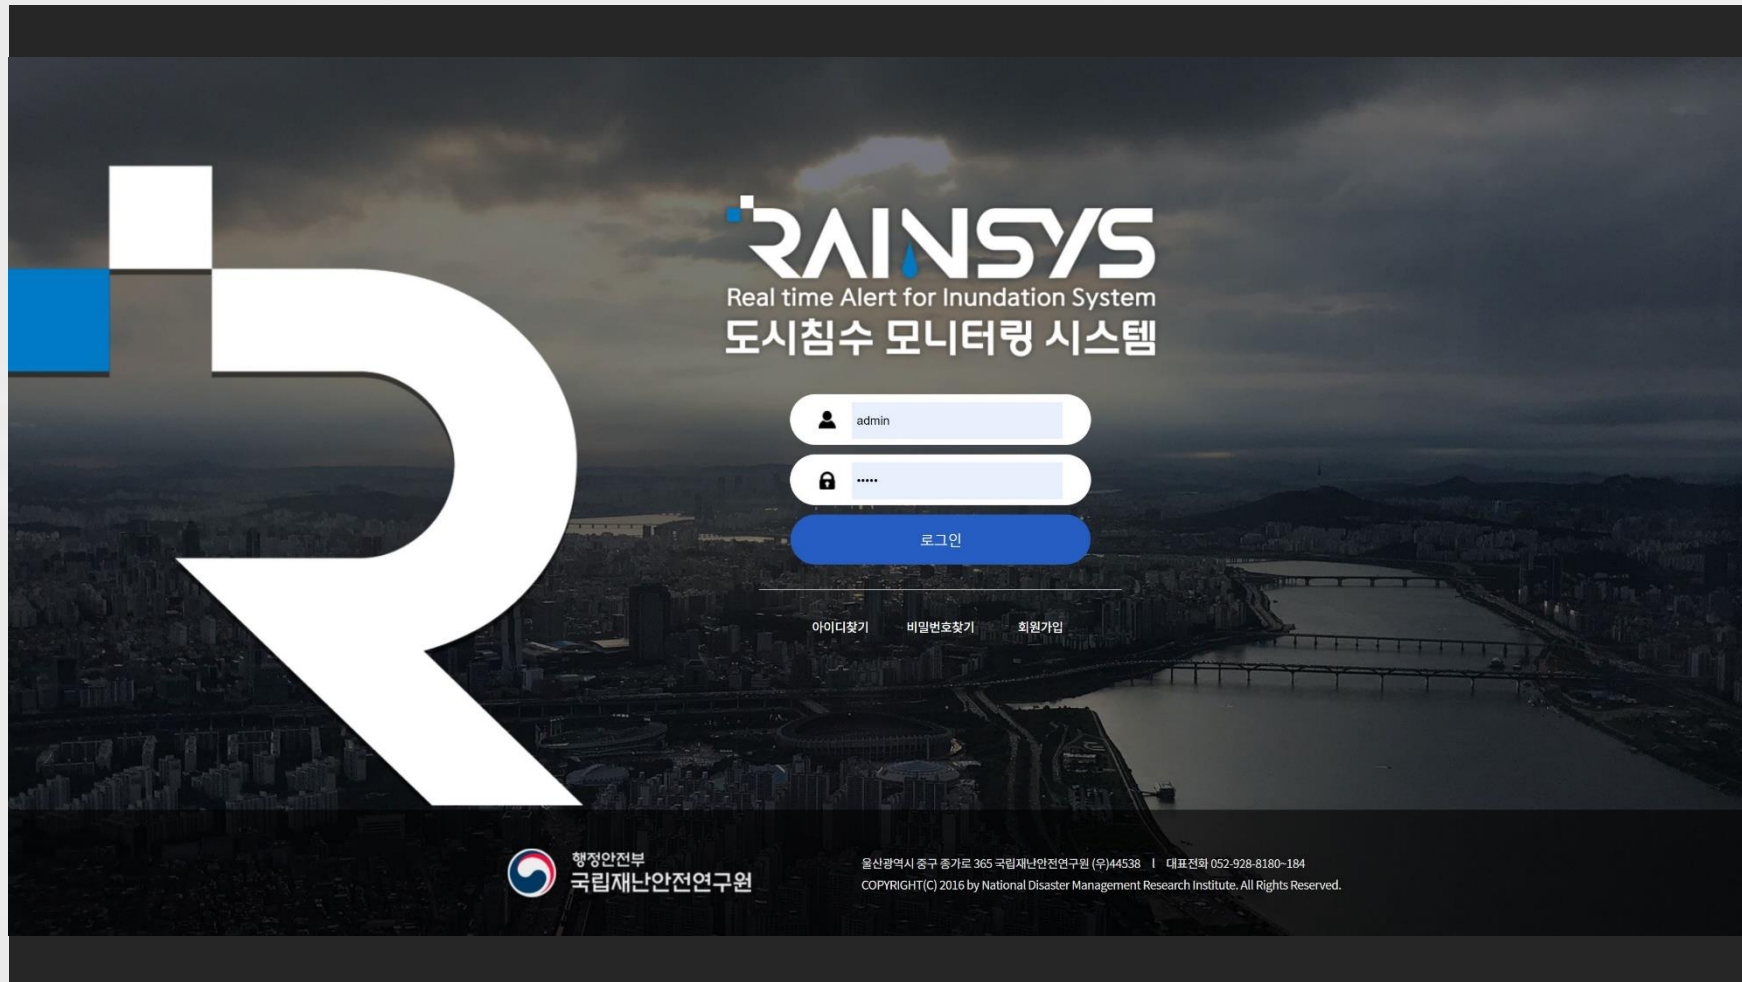 RAINSYS
Real time Alert for Inundation System
도시침수 모니터링 시스템
admin
•••••
로그인
아이디찾기 비밀번호찾기 회원가입
행정안전부
국립재난안전연구원
울산광역시 중구 종가로 365 국립재난안전연구원 (우)44538 l 대표전화 052-928-8180~184
COPYRIGHT(C) 2016 by National Disaster Management Research Institute. All Rights Reserved.